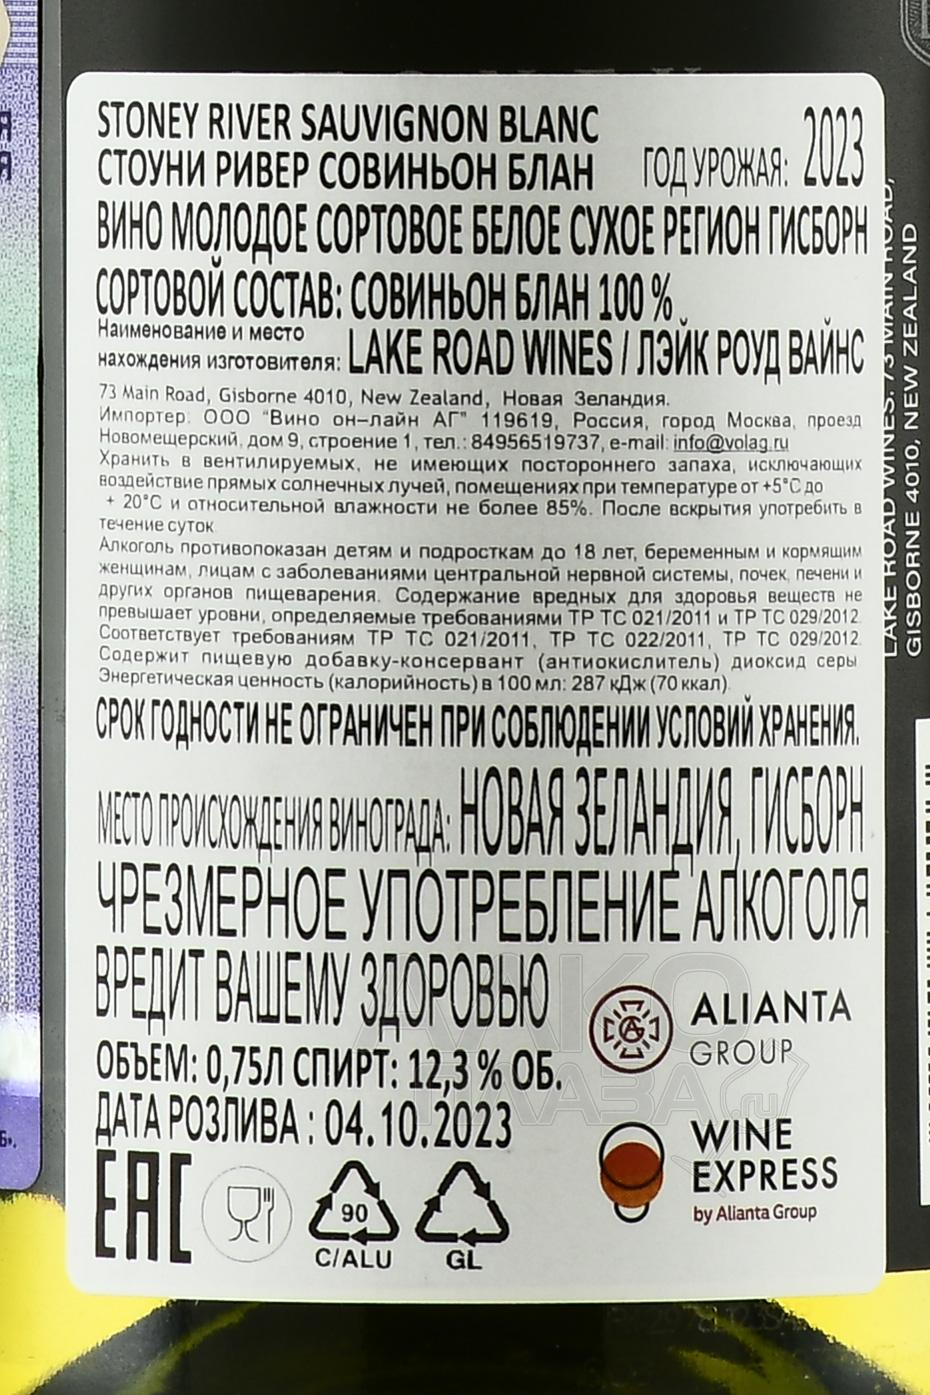 STONEY RIVER SAUVIGNON BLANC
СТОУНИ РИВЕР СОВИНЬОН БЛАН ГОД УРОЖАЯ: 2023
ВИНО МОЛОДОЕ СОРТОВОЕ БЕЛОЕ СУХОЕ РЕГИОН ГИСБОРН
СОРТОВОЙ СОСТАВ: СОВИНЬОН БЛАН 100 %
Наименование и место
нахождения изготовителя: LAKE ROAD WINES / ЛЭЙК РОУД ВАЙНС
73 Main Road, Gisborne 4010, New Zealand, Новая Зеландия.
Импортер: ООО "Вино он-лайн АГ" 119619, Россия, город Москва, проезд
Новомещерский, дом 9, строение 1, тел.: 84956519737, e-mail: info@volag.ru
Хранить в вентилируемых, не имеющих постороннего запаха, исключающих
воздействие прямых солнечных лучей, помещениях при температуре от +5°С до
+ 20°С и относительной влажности не более 85%. После вскрытия употребить в
течение суток.
Алкоголь противопоказан детям и подросткам до 18 лет, беременным и кормящим
женщинам, лицам с заболеваниями центральной нервной системы, почек, печени и
других органов пищеварения. Содержание вредных для здоровья веществ не
превышает уровни, определяемые требованиями ТР ТС 021/2011 и ТР ТС 029/2012.
Соответствует требованиям ТР ТС 021/2011, ТР ТС 022/2011, ТР ТС 029/2012.
Содержит пищевую добавку-консервант (антиокислитель) диоксид серы
Энергетическая ценность (калорийность) в 100 мл: 287 кДж (70 ккал).
СРОК ГОДНОСТИ НЕ ОГРАНИЧЕН ПРИ СОБЛЮДЕНИИ УСЛОВИЙ ХРАНЕНИЯ.
МЕСТО ПРОИСХОЖДЕНИЯ ВИНОГРАДА: НОВАЯ ЗЕЛАНДИЯ, ГИСБОРН
ЧРЕЗМЕРНОЕ УПОТРЕБЛЕНИЕ АЛКОГОЛЯ
ВРЕДИТ ВАШЕМУ ЗДОРОВЬЮ
ОБЪЕМ: 0,75Л СПИРТ: 12,3 % ОБ.
ДАТА РОЗЛИВА : 04.10.2023
EAC
90
C/ALU
GL
AG
ALIANTA
GROUP
WINE
EXPRESS
by Alianta Group
LAKE ROAD WINES. 73 MAIN ROAD,
GISBORNE 4010, NEW ZEALAND
АЛКО
ПЛАЗА.ru